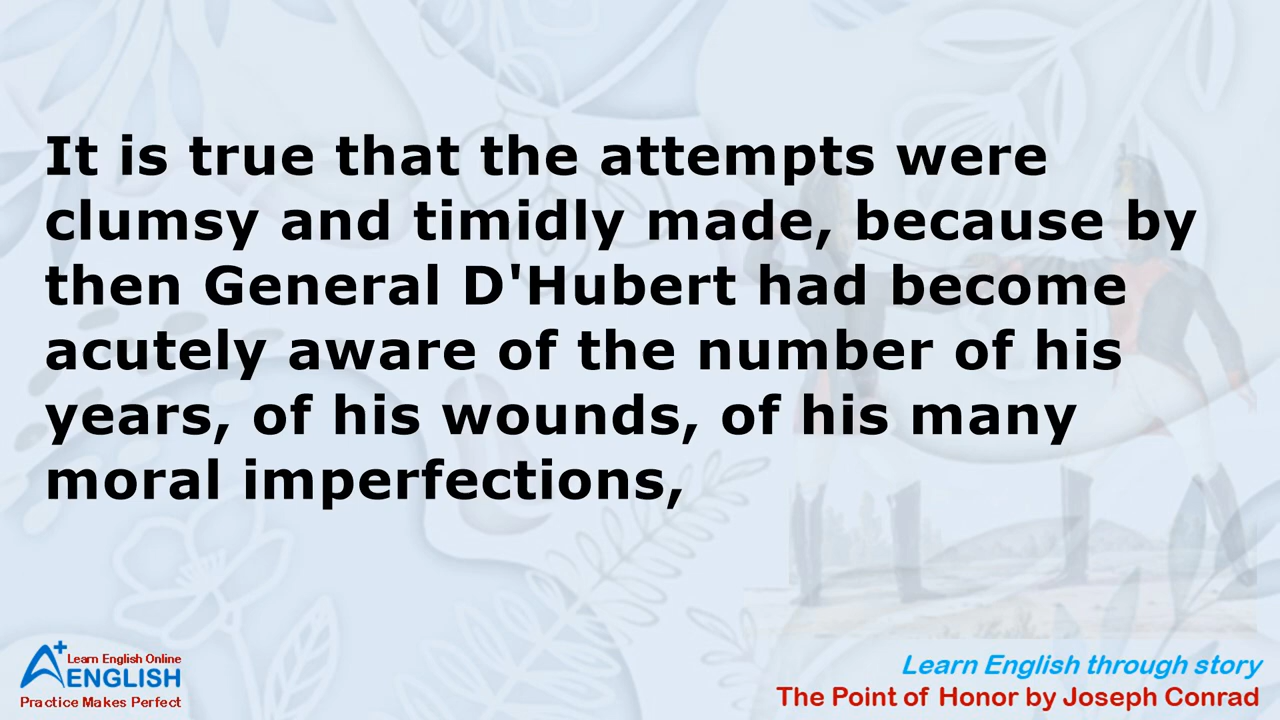 It is true that the attempts were
clumsy and timidly made, because by
then General D'Hubert had become
acutely aware of the number of his
years, of his wounds, of his many
moral imperfections,
A+ Learn English Online
ENGLISH
Practice Makes Perfect
Learn English through story
The Point of Honor by Joseph Conrad